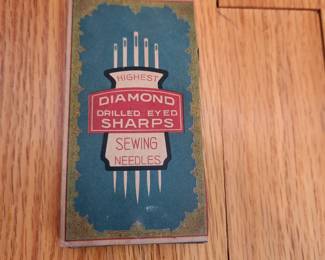 HIGHEST
DIAMOND
DRILLED EYED
SHARPS
SEWING
NEEDLES